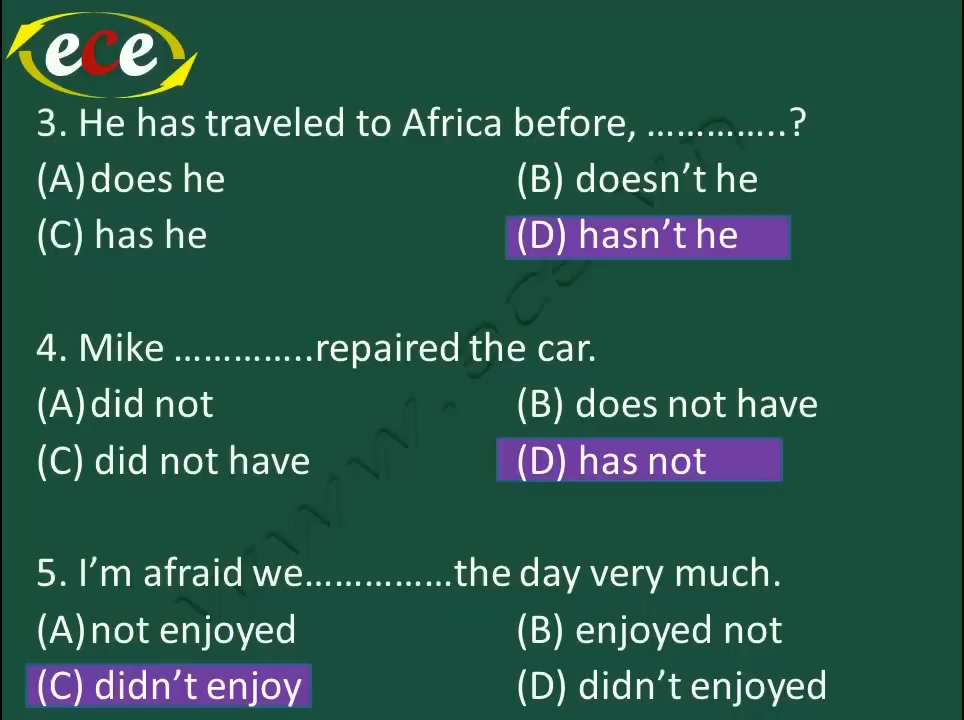 ece
3. He has traveled to Africa before, …………..?
(A) does he (B) doesn’t he
(C) has he (D) hasn’t he
4. Mike …………..repaired the car.
(A) did not (B) does not have
(C) did not have (D) has not
5. I’m afraid we……………the day very much.
(A) not enjoyed (B) enjoyed not
(C) didn’t enjoy (D) didn’t enjoyed